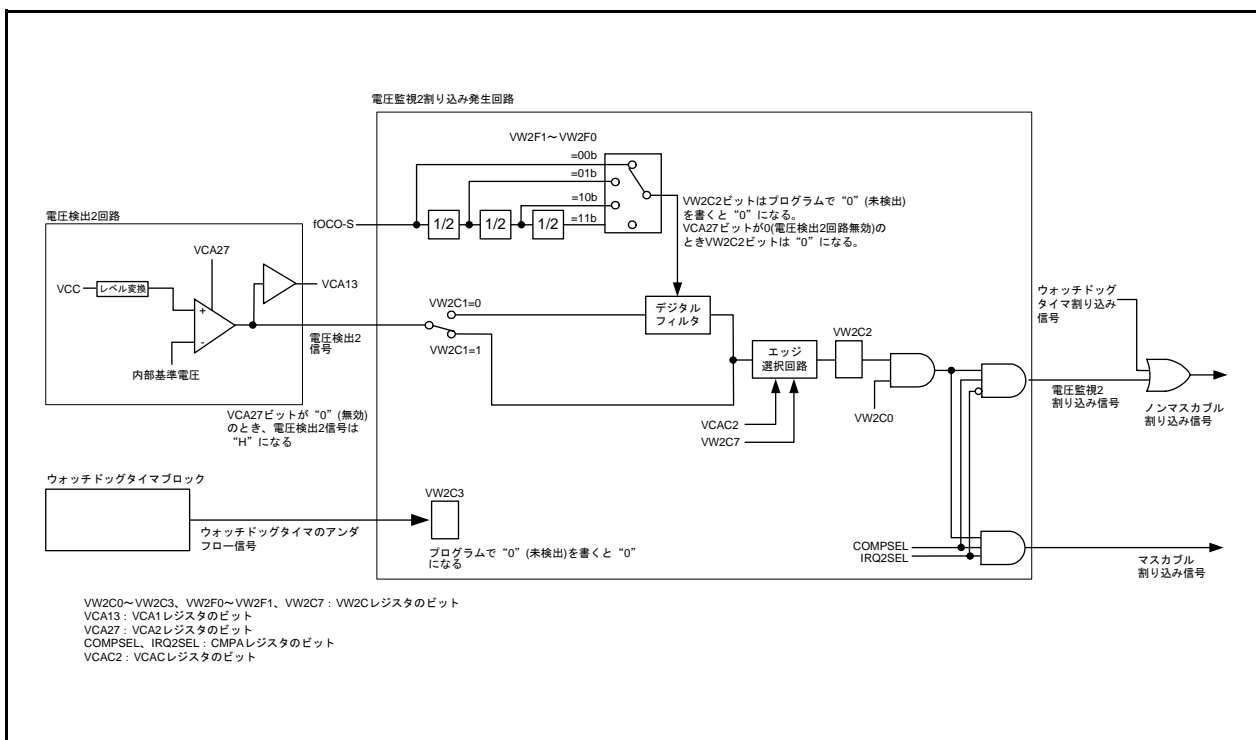 電圧監視2割り込み発生回路
VW2F1～VW2F0
=00b
=01b
=10b
=11b
fOCO-S
1/2
1/2
1/2
VW2C2ビットはプログラムで“0”(未検出)
を書くと“0”になる。
VCA27ビットが0(電圧検出2回路無効)の
ときVW2C2ビットは“0”になる。
電圧検出2回路
VCA27
VCC
レベル変換
+
-
内部基準電圧
VCA13
電圧検出2
信号
VW2C1=0
VW2C1=1
デジタル
フィルタ
エッジ
選択回路
VW2C2
VCAC2
VW2C7
VW2C0
ウォッチドッグ
タイマ割り込み
信号
電圧監視2
割り込み信号
ノンマスカブル
割り込み信号
VCA27ビットが“0”(無効)
のとき、電圧検出2信号は
“H”になる
ウォッチドッグタイマブロック
ウォッチドッグタイマのアンダ
フロー信号
VW2C3
プログラムで“0”(未検出)を書くと“0”
になる
COMPSEL
IRQ2SEL
マスカブル
割り込み信号
VW2C0～VW2C3、VW2F0～VW2F1、VW2C7：VW2Cレジスタのビット
VCA13：VCA1レジスタのビット
VCA27：VCA2レジスタのビット
COMPSEL、IRQ2SEL：CMPAレジスタのビット
VCAC2：VCACレジスタのビット